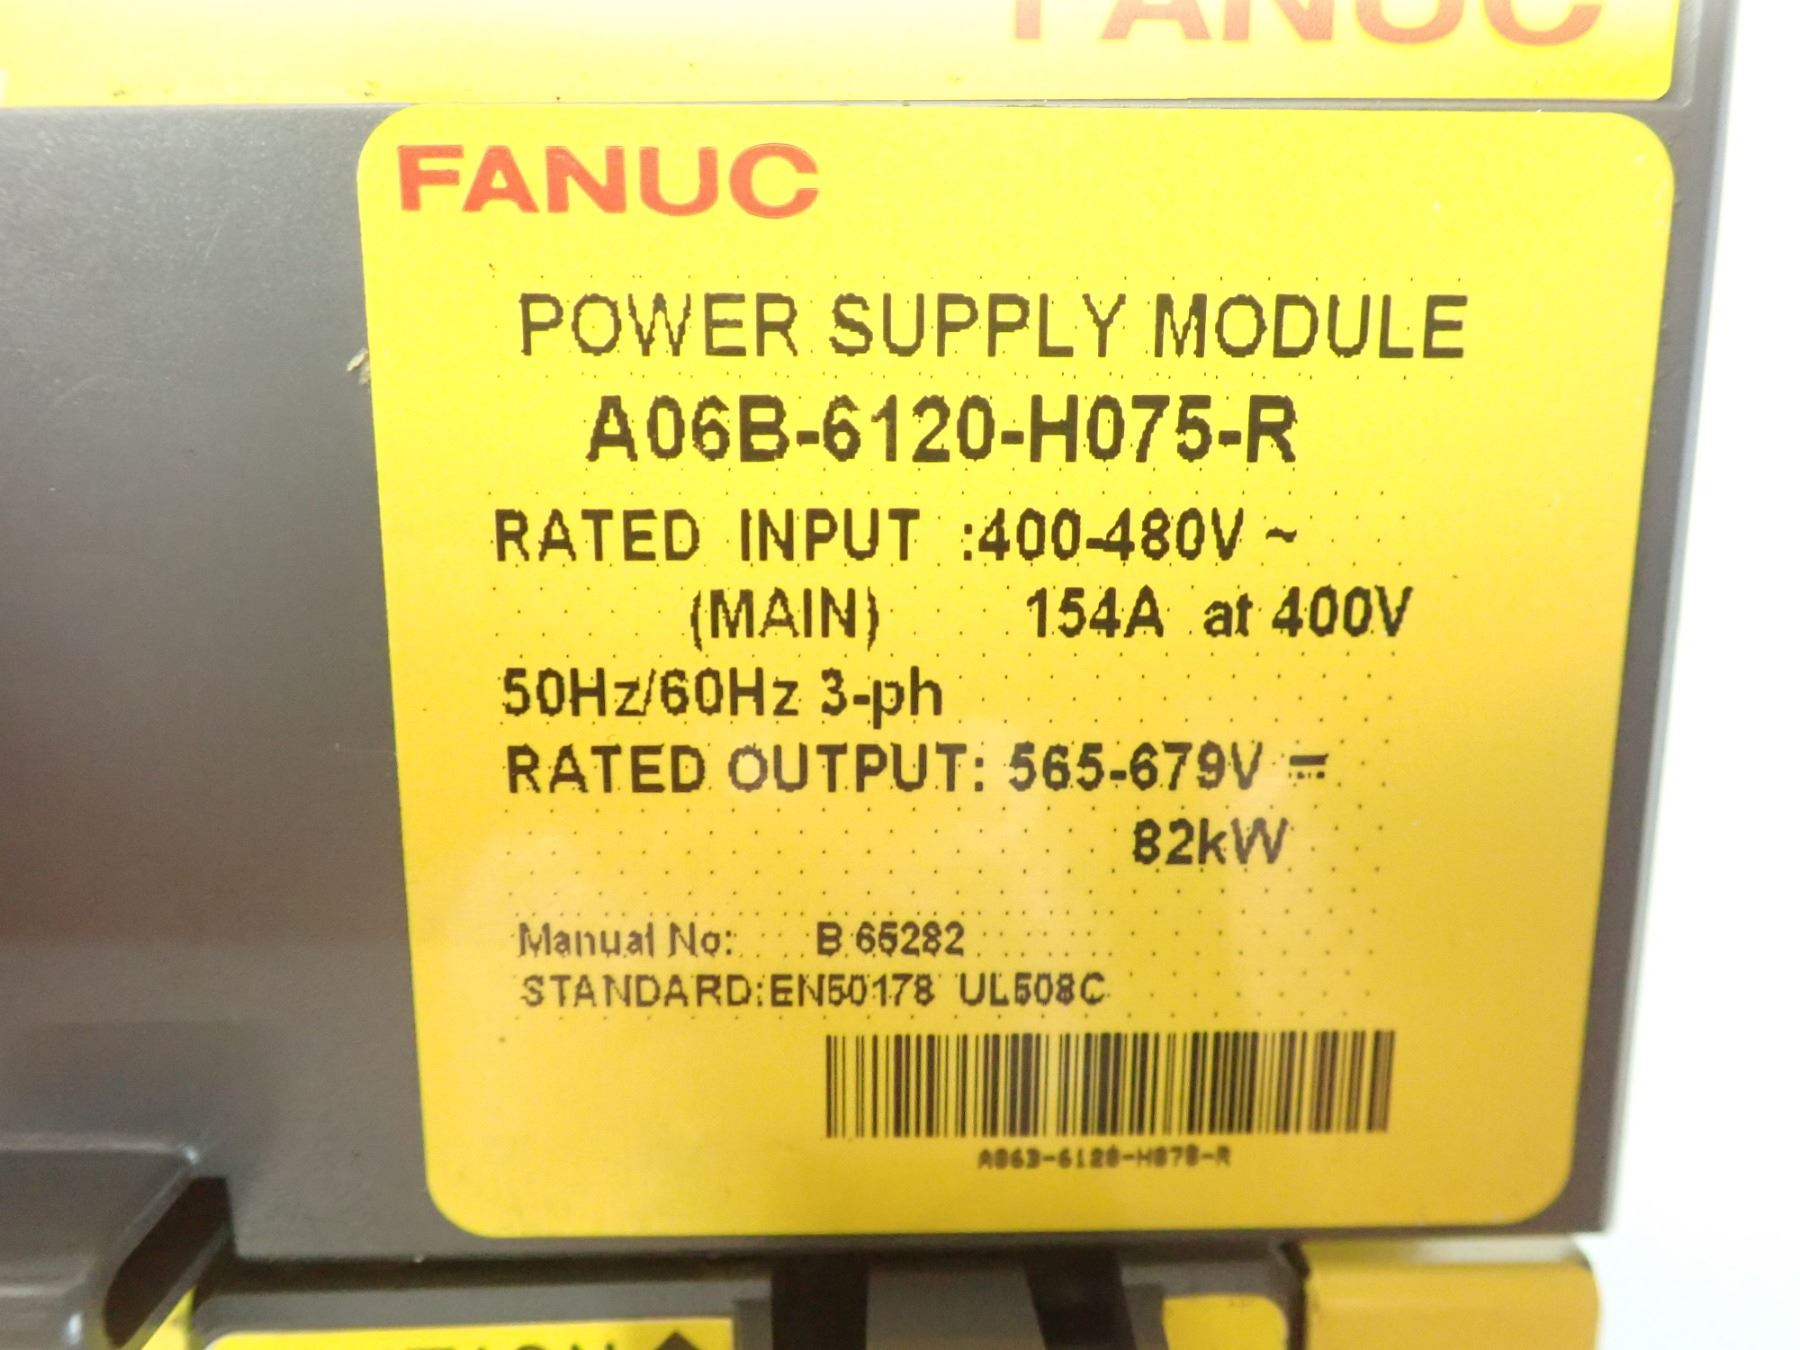 FANUC
FANUC
POWER SUPPLY MODULE
A06B-6120-H075-R
RATED INPUT :400-480V ~
(MAIN) 154A at 400V
50Hz/60Hz 3-ph
RATED OUTPUT: 565-679V ⎓
82kW
Manual No: B 65282
STANDARD:EN50178 UL508C